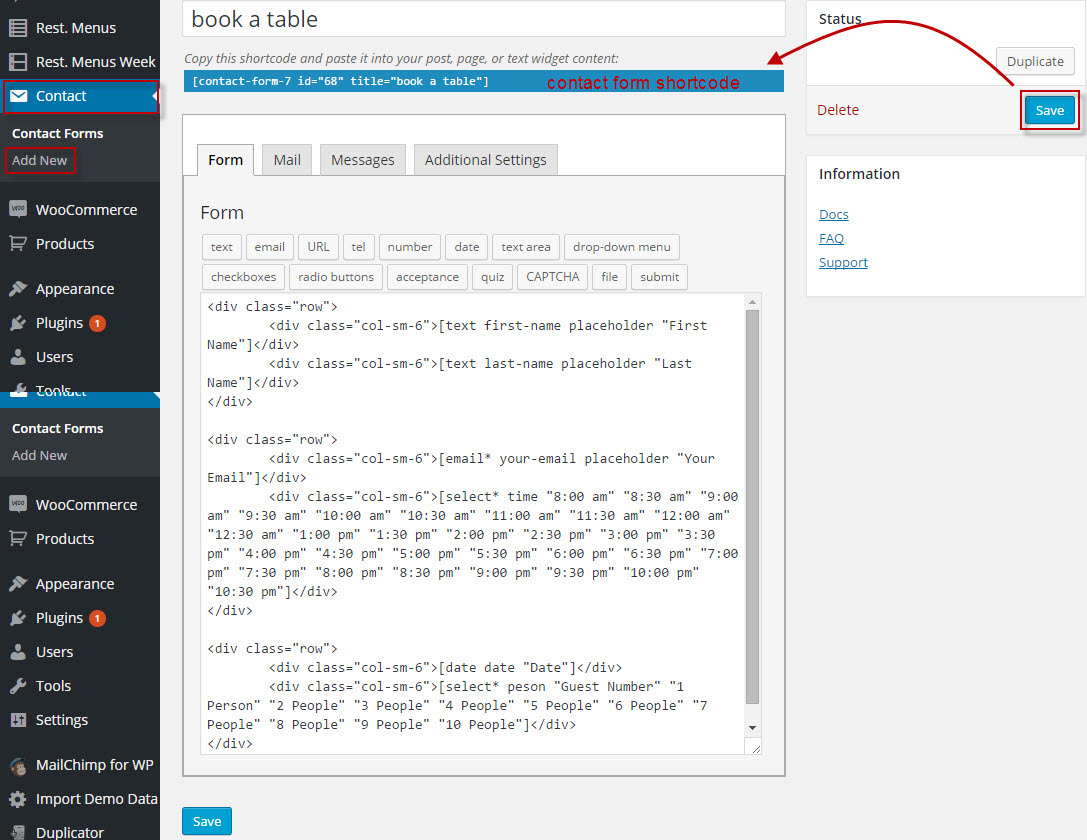 Rest. Menus
Rest. Menus Week
Contact
Contact Forms
Add New
WooCommerce
Products
Appearance
Plugins 1
Users
Tools
Contact
Contact Forms
Add New
WooCommerce
Products
Appearance
Plugins 1
Users
Tools
Settings
MailChimp for WP
Import Demo Data
Duplicator
book a table
Copy this shortcode and paste it into your post, page, or text widget content:
[contact-form-7 id="68" title="book a table"] contact form shortcode
Form Mail Messages Additional Settings
Form
text email URL tel number date text area drop-down menu
checkboxes radio buttons acceptance quiz CAPTCHA file submit
<div class="row">
<div class="col-sm-6">[text first-name placeholder "First
Name"]</div>
<div class="col-sm-6">[text last-name placeholder "Last
Name"]</div>
</div>
<div class="row">
<div class="col-sm-6">[email* your-email placeholder "Your
Email"]</div>
<div class="col-sm-6">[select* time "8:00 am" "8:30 am" "9:00
am" "9:30 am" "10:00 am" "10:30 am" "11:00 am" "11:30 am" "12:00 am"
"12:30 am" "1:00 pm" "1:30 pm" "2:00 pm" "2:30 pm" "3:00 pm" "3:30
pm" "4:00 pm" "4:30 pm" "5:00 pm" "5:30 pm" "6:00 pm" "6:30 pm" "7:00
pm" "7:30 pm" "8:00 pm" "8:30 pm" "9:00 pm" "9:30 pm" "10:00 pm"
"10:30 pm"]</div>
</div>
<div class="row">
<div class="col-sm-6">[date date "Date"]</div>
<div class="col-sm-6">[select* peson "Guest Number" "1
Person" "2 People" "3 People" "4 People" "5 People" "6 People" "7
People" "8 People" "9 People" "10 People"]</div>
</div>
Save
Status
Duplicate
Delete Save
Information
Docs
FAQ
Support